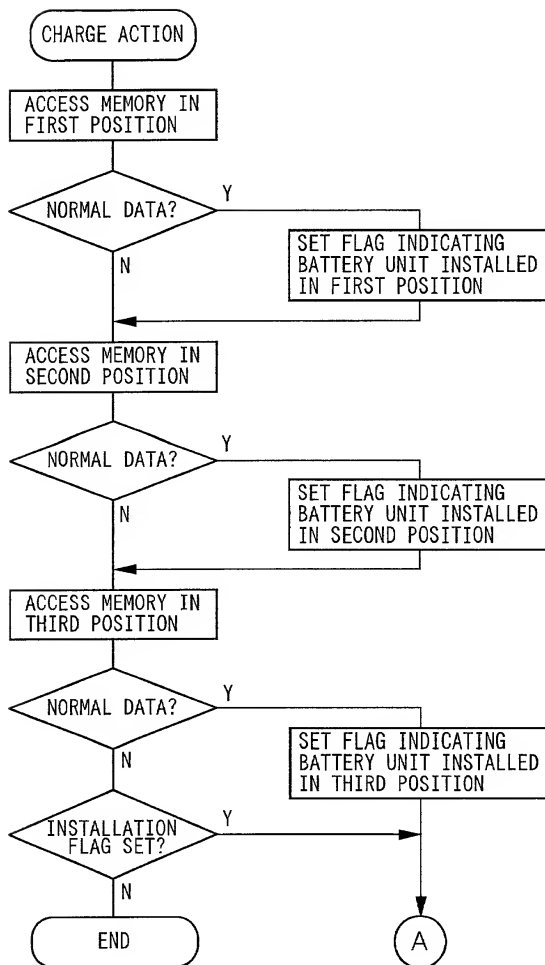 CHARGE ACTION
ACCESS MEMORY IN
FIRST POSITION
NORMAL DATA?
Y
N
SET FLAG INDICATING
BATTERY UNIT INSTALLED
IN FIRST POSITION
ACCESS MEMORY IN
SECOND POSITION
NORMAL DATA?
Y
N
SET FLAG INDICATING
BATTERY UNIT INSTALLED
IN SECOND POSITION
ACCESS MEMORY IN
THIRD POSITION
NORMAL DATA?
Y
N
SET FLAG INDICATING
BATTERY UNIT INSTALLED
IN THIRD POSITION
INSTALLATION
FLAG SET?
Y
N
END
A